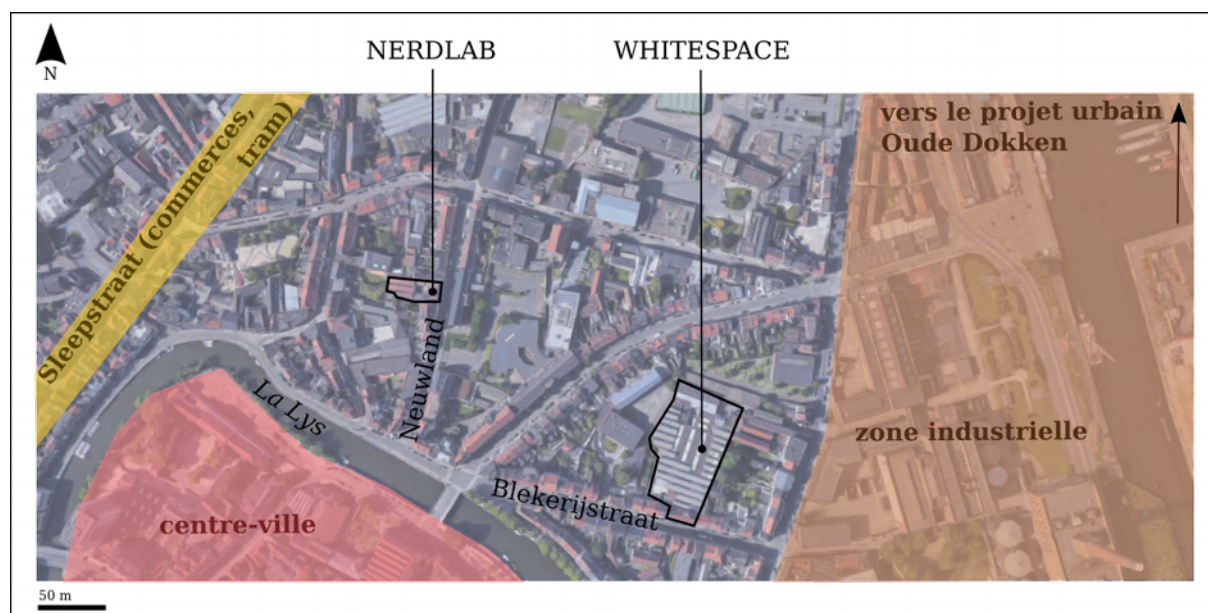 N
NERDLAB
WHITESPACE
Sleepstraat (commerces,
tram)
vers le projet urbain
Oude Dokken
Neuwland
La Lys
zone industrielle
Blekerijstraat
centre-ville
50 m